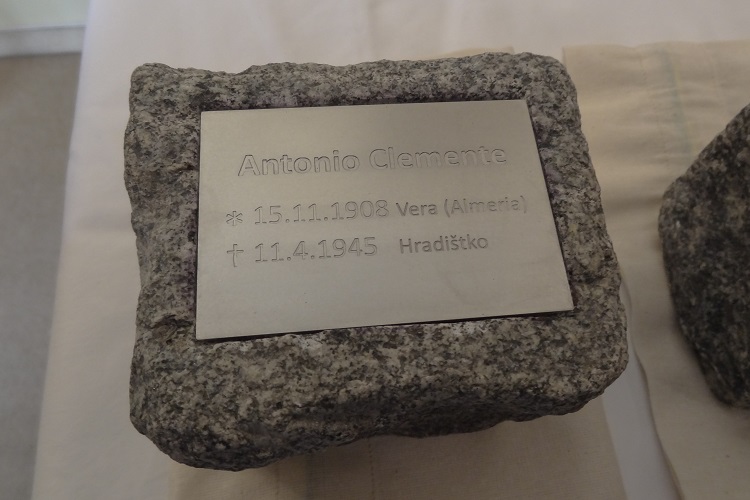 Antonio Clemente
* 15.11.1908 Vera (Almeria)
† 11.4.1945 Hradištko